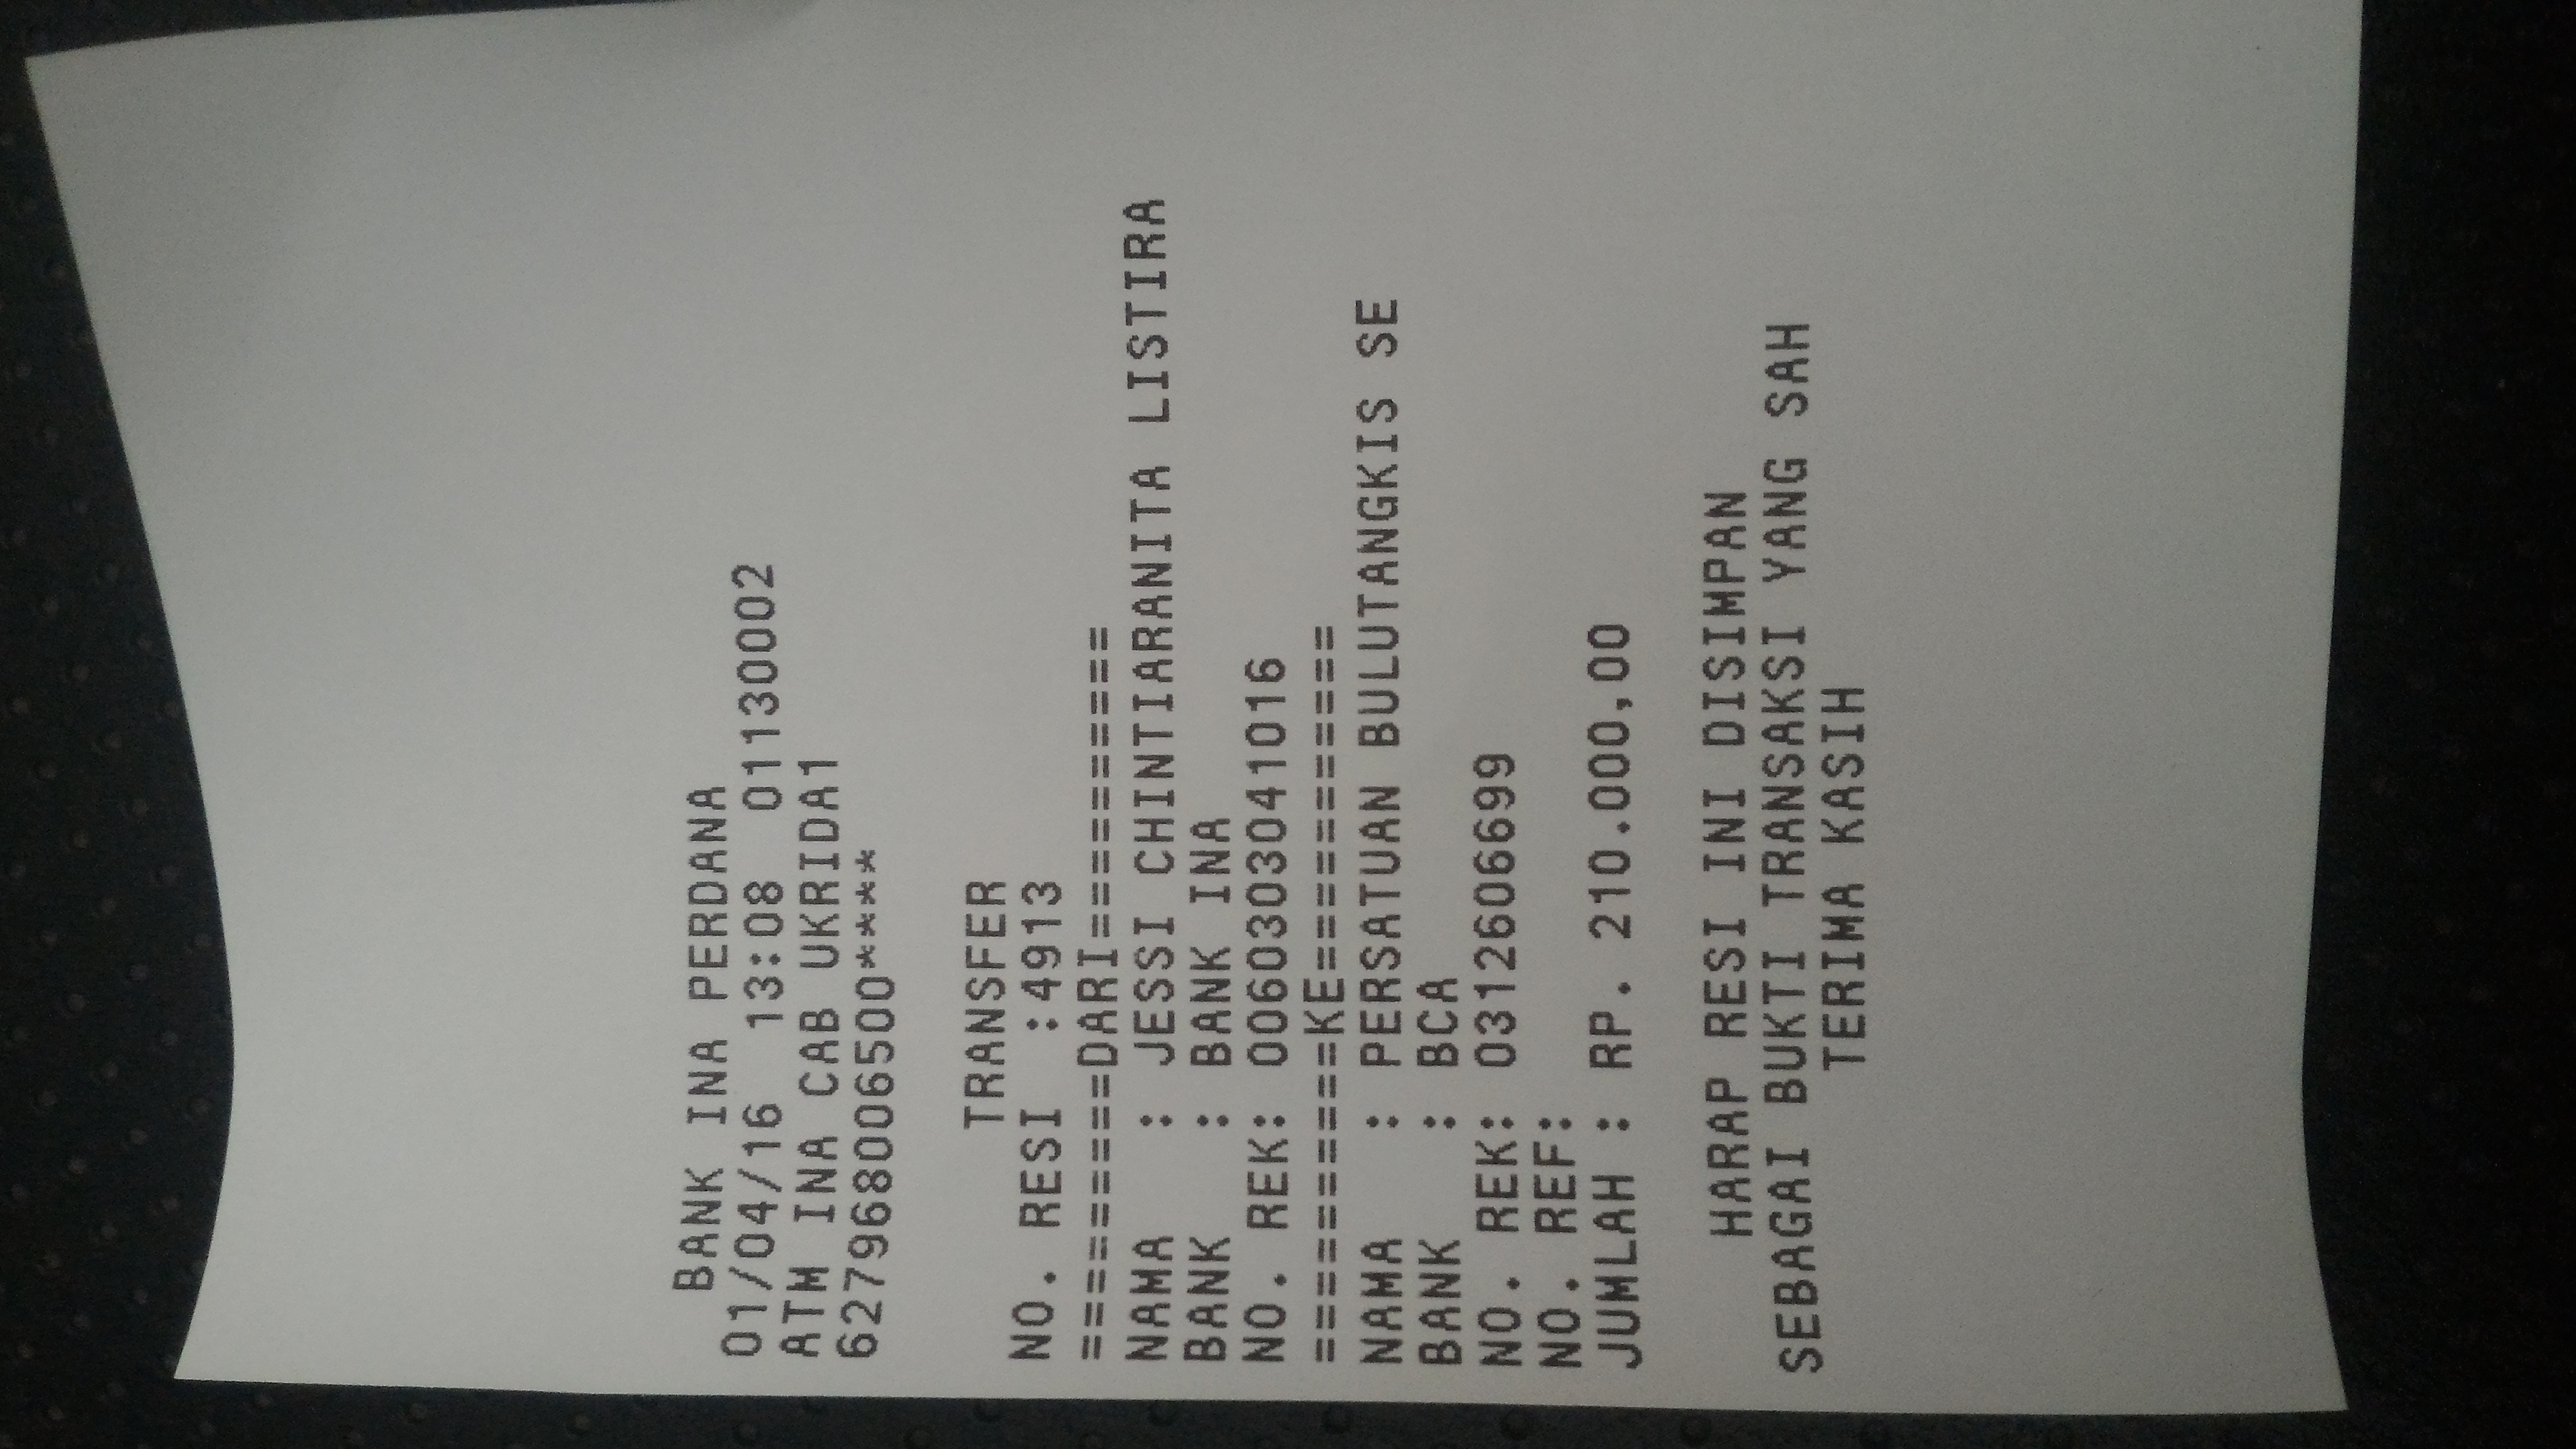 BANK INA PERDANA
01/04/16  13:08  01130002
ATM INA CAB UKRIDA1
627968006500****
TRANSFER
NO. RESI  :4913
=========DARI==========
NAMA   : JESSI CHINTIARANITA LISTIRA
BANK   : BANK INA
NO. REK: 0060303041016
==========KE===========
NAMA   : PERSATUAN BULUTANGKIS SE
BANK   : BCA
NO. REK: 0312606699
NO. REF:
JUMLAH : RP. 210.000,00
HARAP RESI INI DISIMPAN
SEBAGAI BUKTI TRANSAKSI YANG SAH
TERIMA KASIH